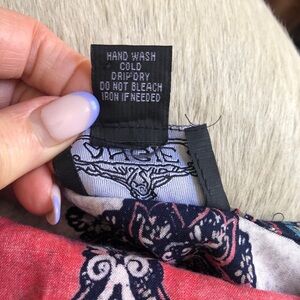 HAND WASH
COLD
DRIP DRY
DO NOT BLEACH
IRON IF NEEDED